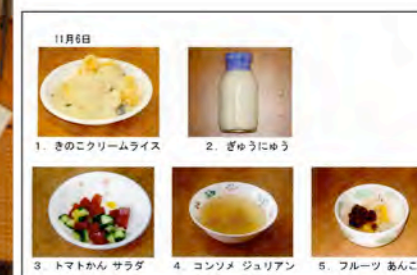 11月6日
1. きのこクリームライス
2. ぎゅうにゅう
3. トマトかん サラダ
4. コンソメ ジュリアン
5. フルーツ あんこ